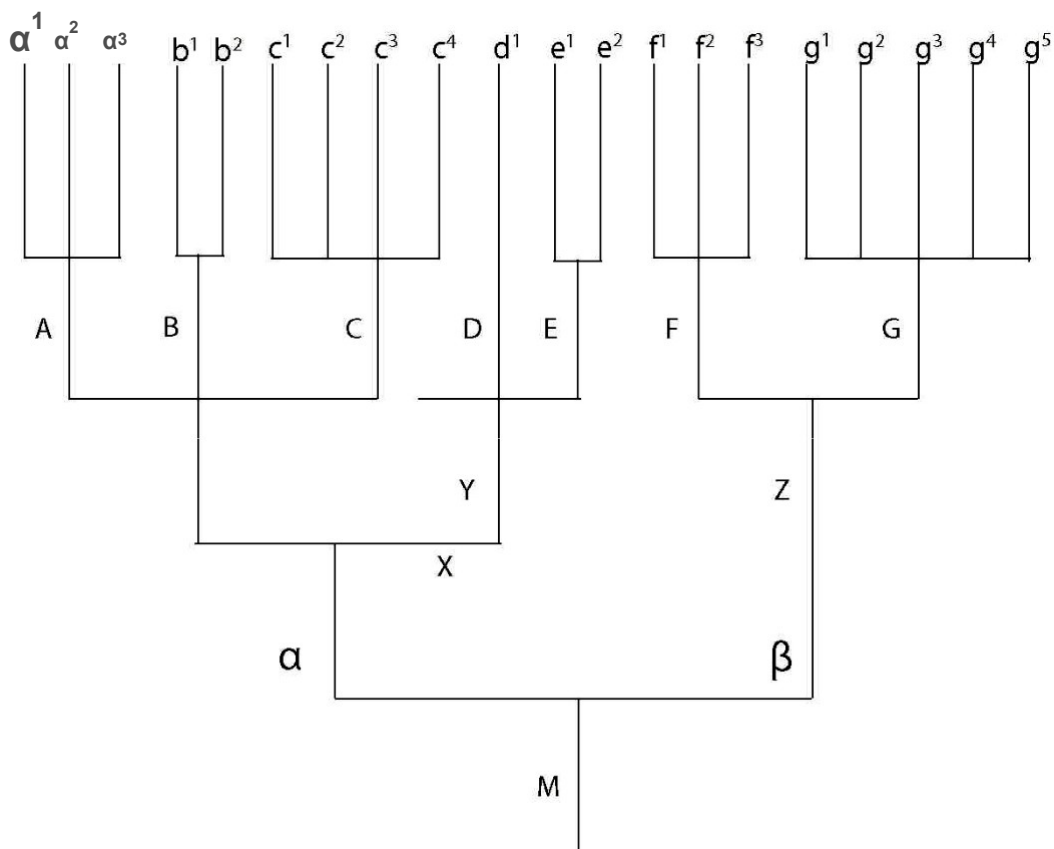 α¹ α² α³ b¹ b² c¹ c² c³ c⁴ d¹ e¹ e² f¹ f² f³ g¹ g² g³ g⁴ g⁵
A B C D E F G
Y Z
X
α β
M